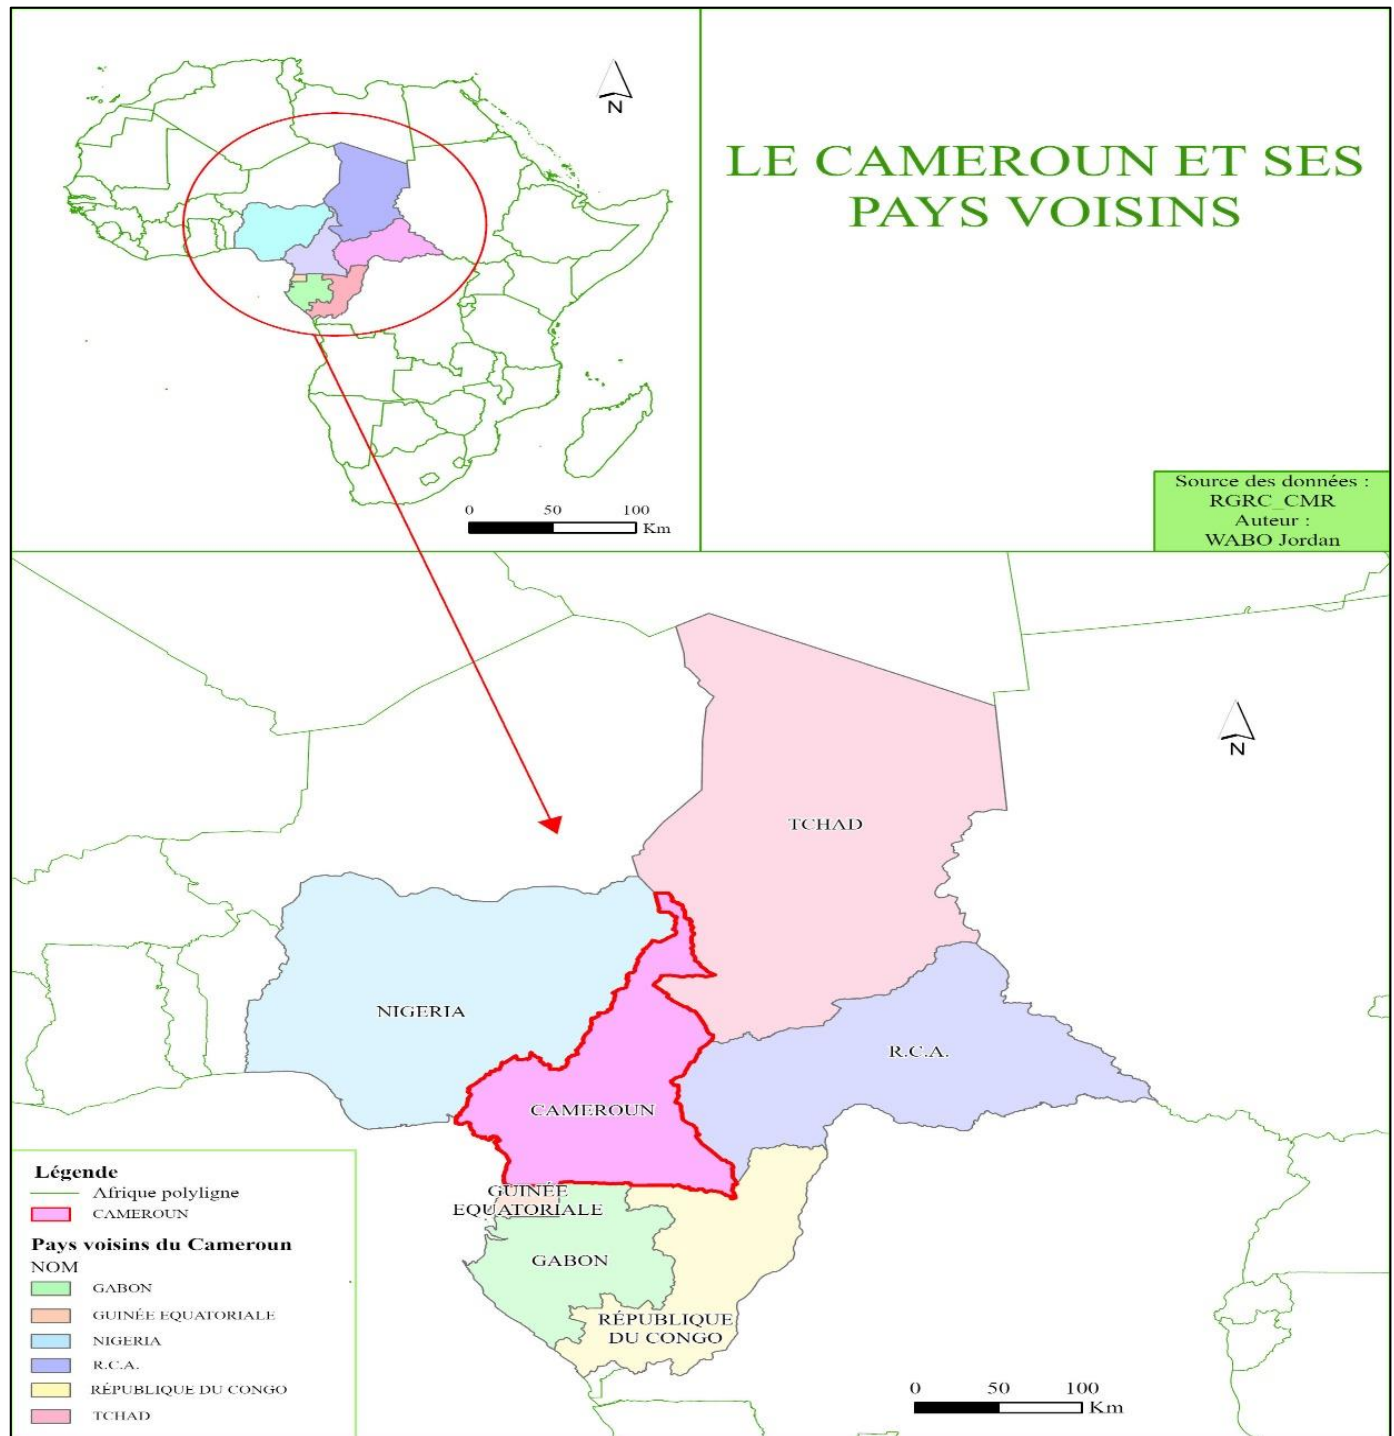 N
LE CAMEROUN ET SES
PAYS VOISINS
0 50 100
Km
Source des données :
RGRC_CMR
Auteur :
WABO Jordan
N
TCHAD
NIGERIA
R.C.A.
CAMEROUN
GUINÉE
EQUATORIALE
GABON
RÉPUBLIQUE
DU CONGO
Légende
Afrique polyligne
CAMEROUN
Pays voisins du Cameroun
NOM
GABON
GUINÉE EQUATORIALE
NIGERIA
R.C.A.
RÉPUBLIQUE DU CONGO
TCHAD
0 50 100
Km